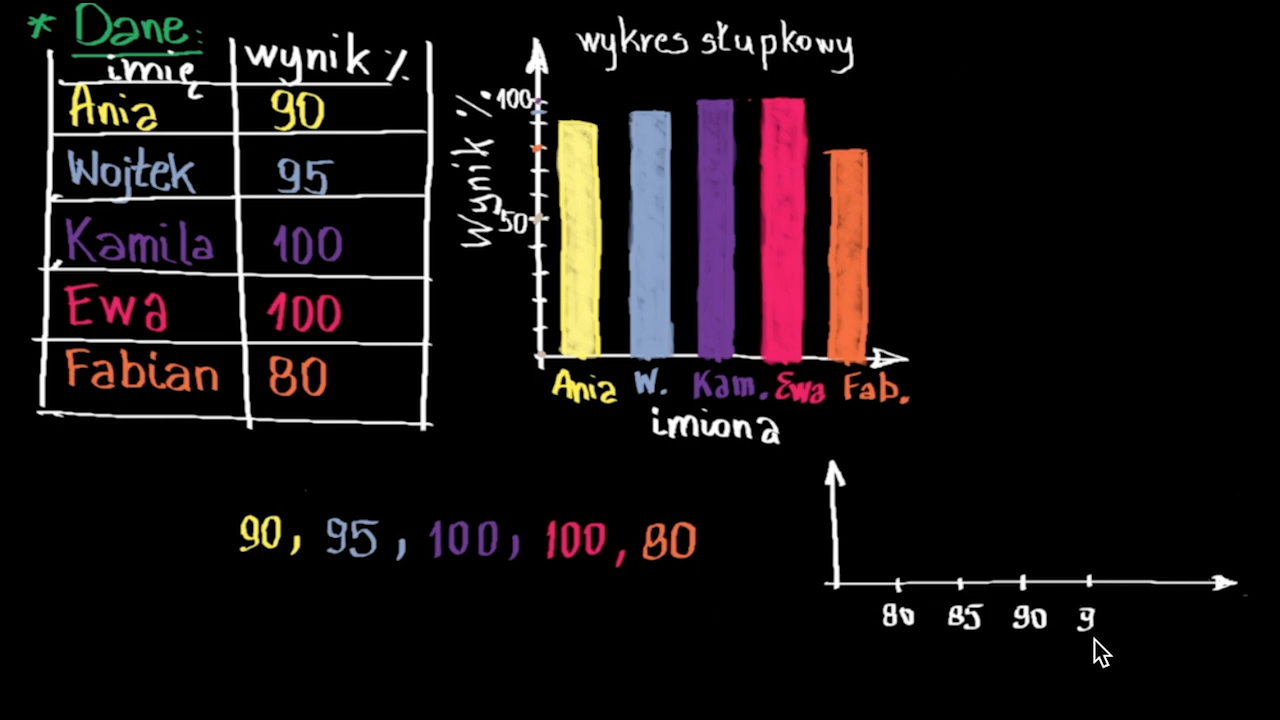 * Dane:
imię wynik %
Ania 90
Wojtek 95
Kamila 100
Ewa 100
Fabian 80
wykres słupkowy
Wynik %
100
50
Ania W. Kam. Ewa Fab.
imiona
90, 95, 100, 100, 80
80 85 90 9